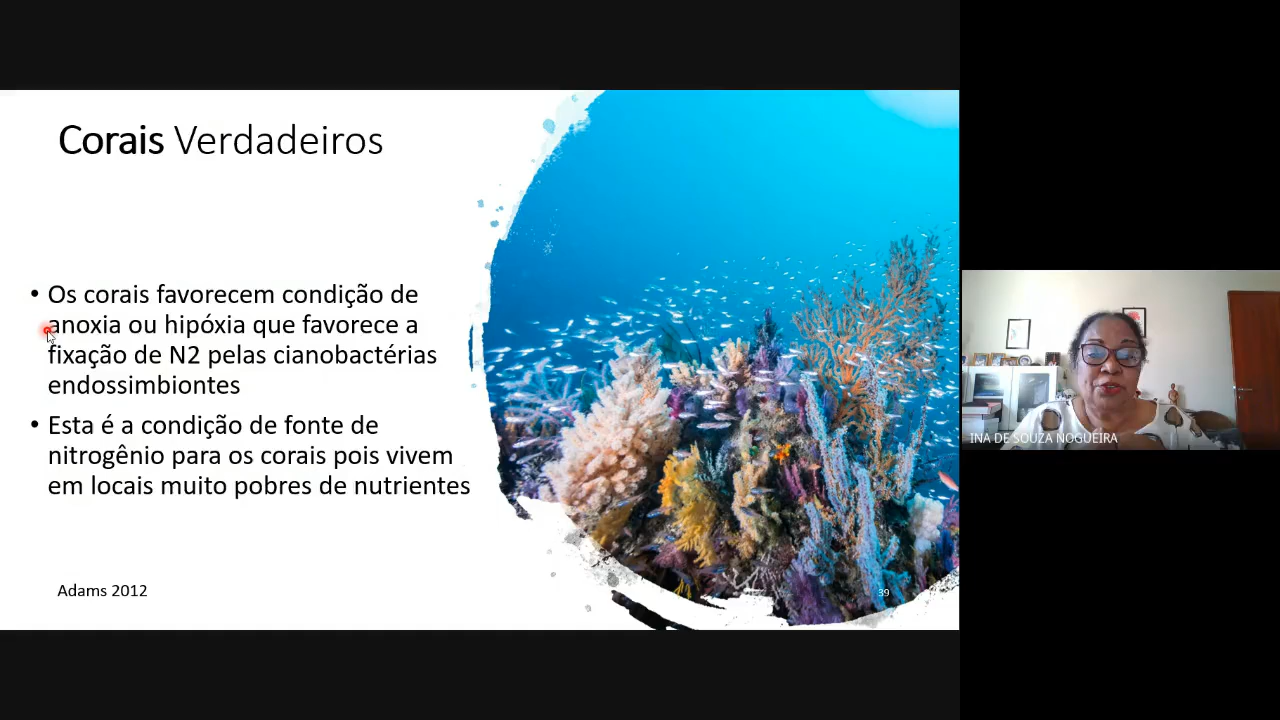 Corais Verdadeiros
• Os corais favorecem condição de
anoxia ou hipóxia que favorece a
fixação de N2 pelas cianobactérias
endossimbiontes
• Esta é a condição de fonte de
nitrogênio para os corais pois vivem
em locais muito pobres de nutrientes
Adams 2012
39
INA DE SOUZA NOGUEIRA